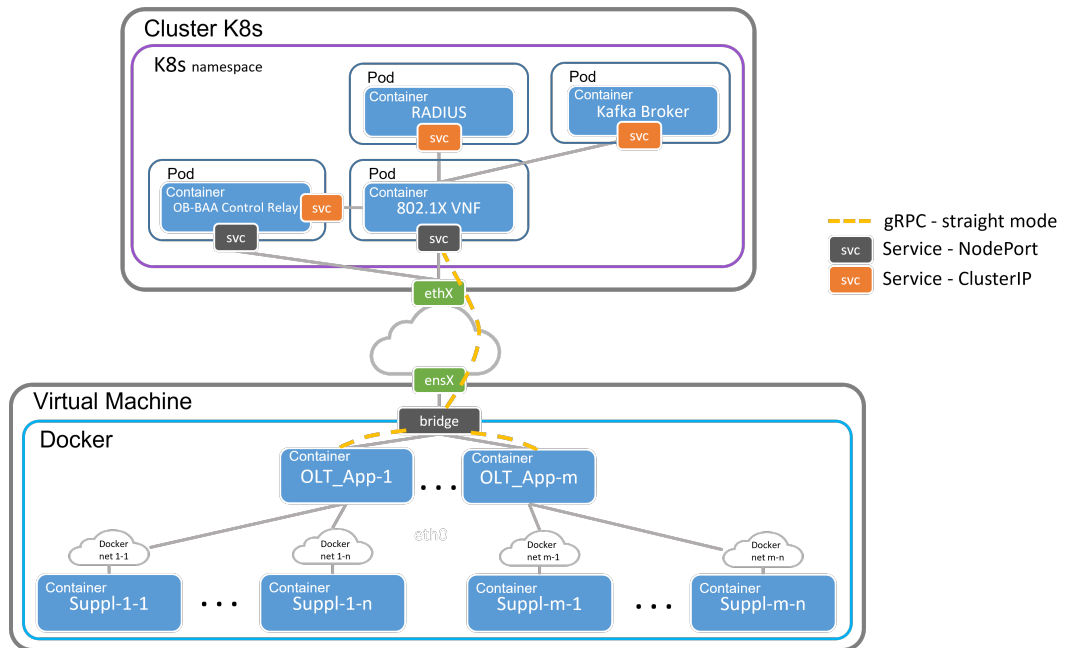 Cluster K8s
K8s namespace
Pod
Container
RADIUS
svc
Pod
Container
Kafka Broker
svc
Pod
Container
OB-BAA Control Relay
svc
svc
Pod
Container
802.1X VNF
svc
gRPC - straight mode
svc Service - NodePort
svc Service - ClusterIP
ethX
ensX
Virtual Machine
bridge
Docker
Container
OLT_App-1
...
Container
OLT_App-m
eth0
Docker
net 1-1
Docker
net 1-n
Docker
net m-1
Docker
net m-n
Container
Suppl-1-1
...
Container
Suppl-1-n
Container
Suppl-m-1
...
Container
Suppl-m-n